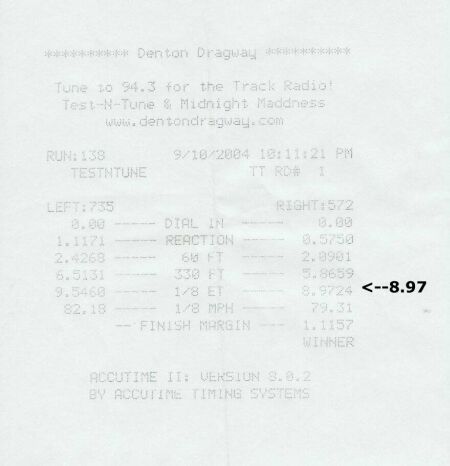 ********** Denton Dragway **********
Tune to 94.3 for the Track Radio!
Test-N-Tune & Midnight Maddness
www.dentondragway.com
RUN:138 9/10/2004 10:11:21 PM
TESTNTUNE TT RD# 1
LEFT:735 RIGHT:572
0.00 ----- DIAL IN ----- 0.00
1.1171 ----- REACTION ----- 0.5750
2.4268 ----- 60 FT ----- 2.0901
6.5131 ----- 330 FT ----- 5.8659
9.5460 ----- 1/8 ET ----- 8.9724 <--8.97
82.18 ----- 1/8 MPH ----- 79.31
-- FINISH MARGIN --- 1.1157
WINNER
ACCUTIME II: VERSION 8.0.2
BY ACCUTIME TIMING SYSTEMS